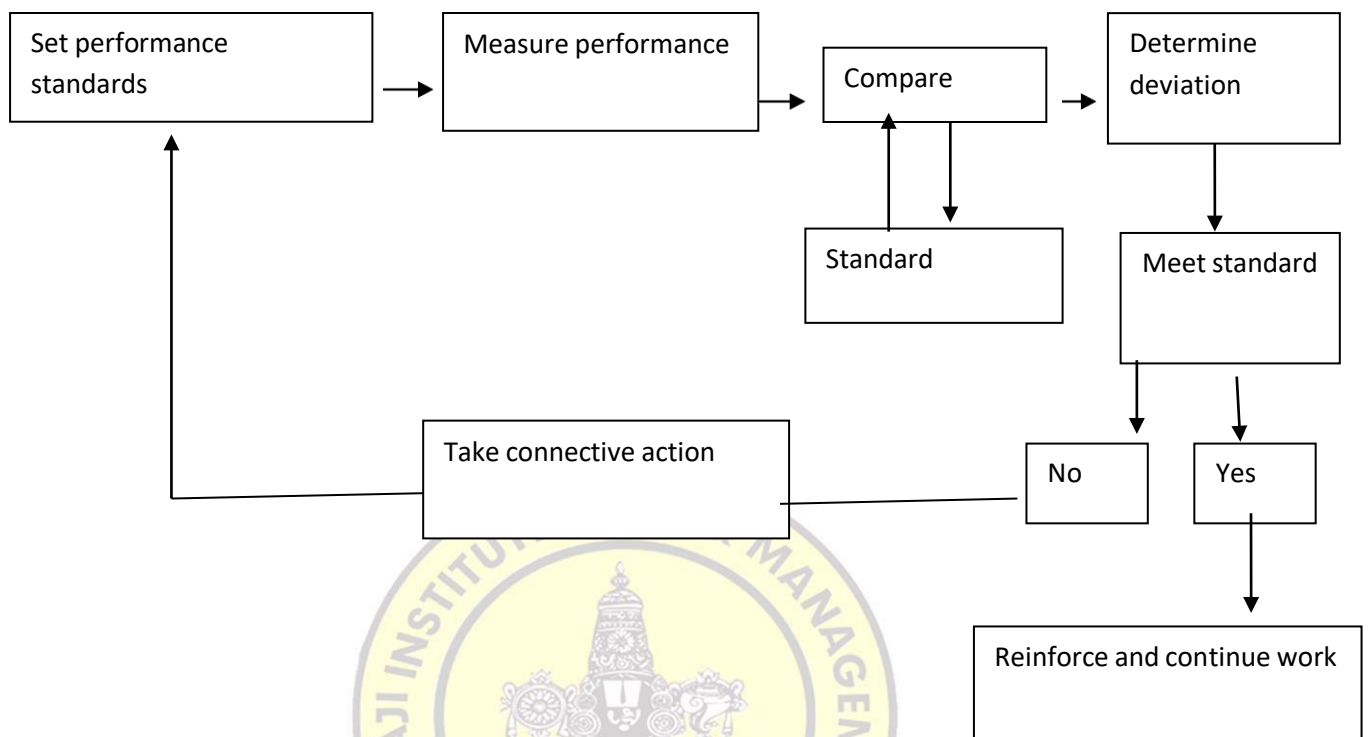 Set performance
standards
Measure performance
Compare
Determine
deviation
Standard
Meet standard
Take connective action
No
Yes
Reinforce and continue work